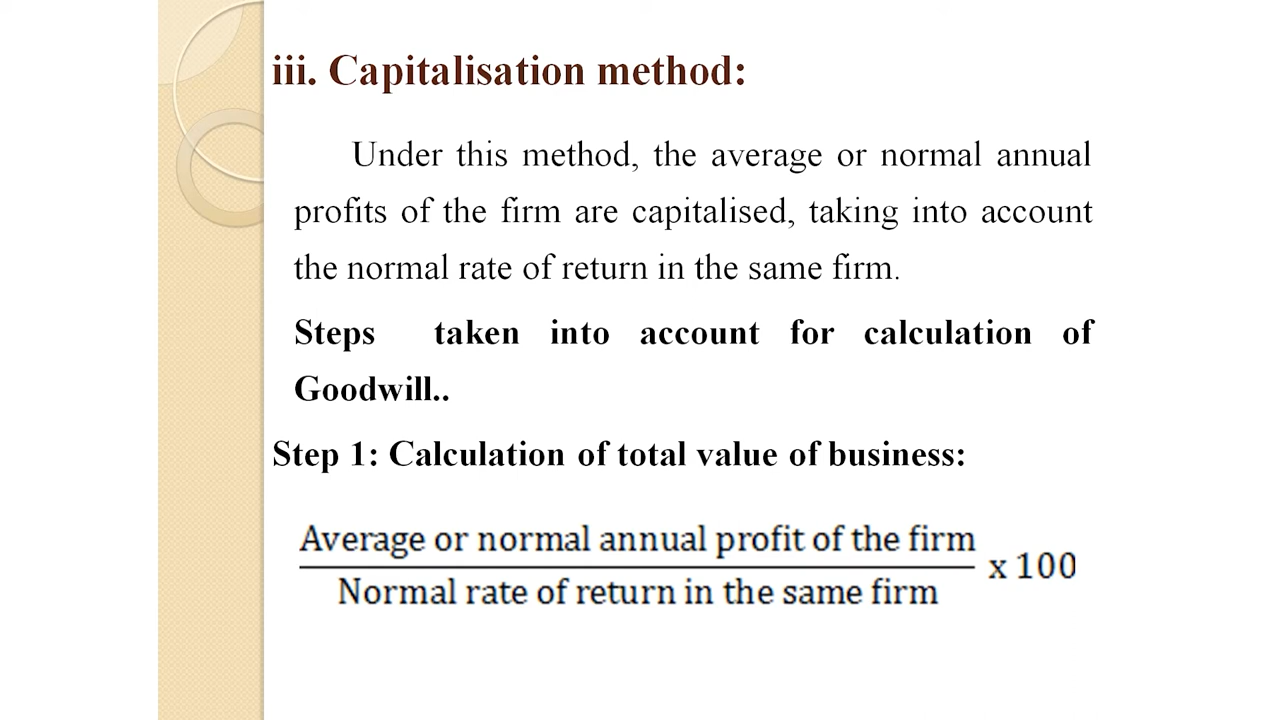 iii. Capitalisation method:
Under this method, the average or normal annual
profits of the firm are capitalised, taking into account
the normal rate of return in the same firm.
Steps taken into account for calculation of
Goodwill..
Step 1: Calculation of total value of business:
Average or normal annual profit of the firm
x 100
Normal rate of return in the same firm